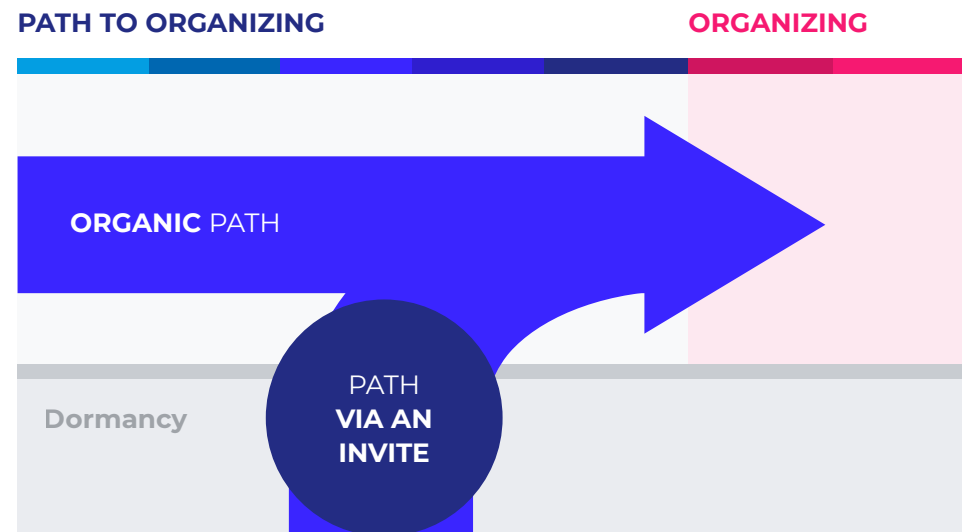 PATH TO ORGANIZING
ORGANIZING
ORGANIC PATH
PATH
VIA AN
INVITE
Dormancy